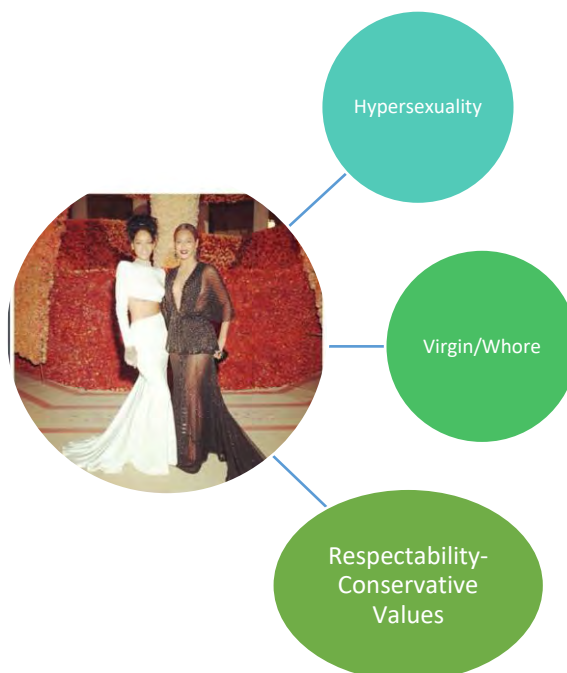 Hypersexuality
Virgin/Whore
Respectability-
Conservative
Values